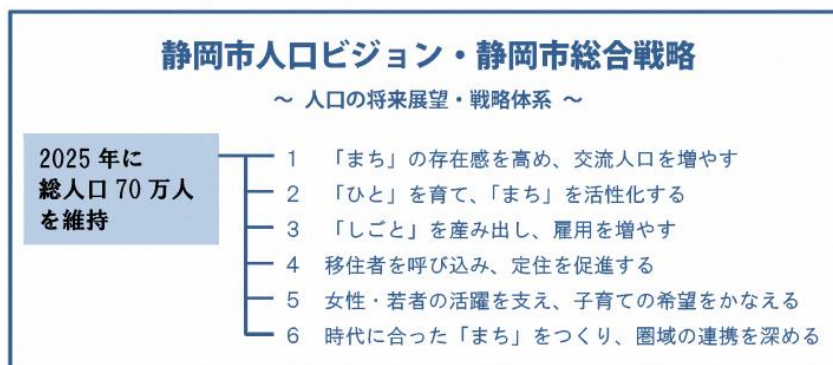 静岡市人口ビジョン・静岡市総合戦略
～ 人口の将来展望・戦略体系 ～
2025 年に
総人口 70 万人
を維持
1 「まち」の存在感を高め、交流人口を増やす
2 「ひと」を育て、「まち」を活性化する
3 「しごと」を産み出し、雇用を増やす
4 移住者を呼び込み、定住を促進する
5 女性・若者の活躍を支え、子育ての希望をかなえる
6 時代に合った「まち」をつくり、圏域の連携を深める